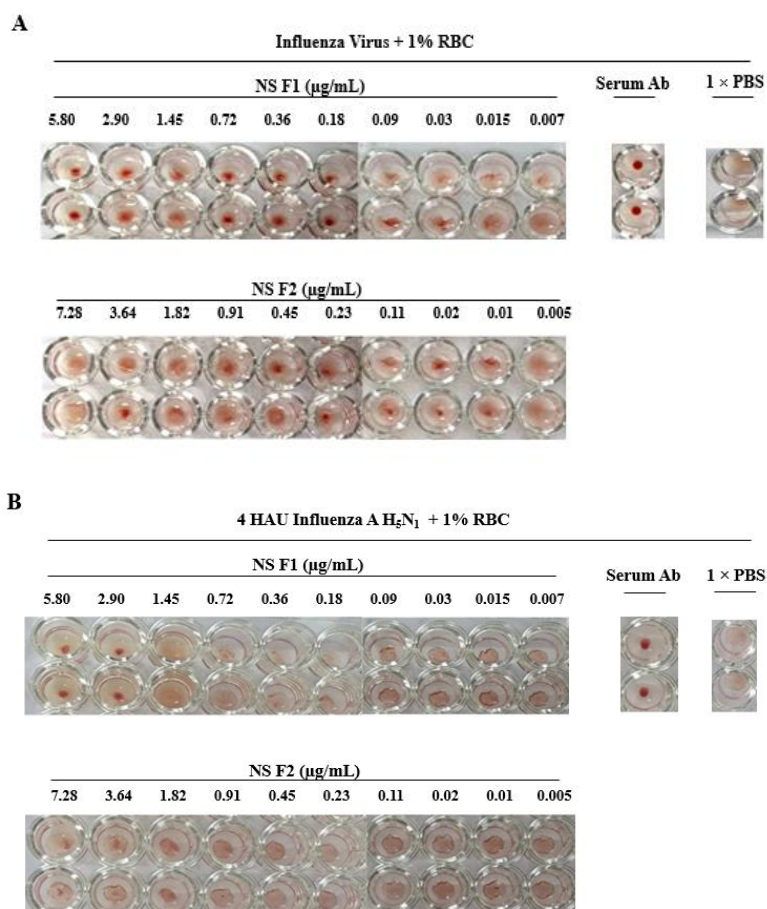 A
Influenza Virus + 1% RBC
NS F1 (µg/mL) Serum Ab 1 × PBS
5.80 2.90 1.45 0.72 0.36 0.18 0.09 0.03 0.015 0.007
NS F2 (µg/mL)
7.28 3.64 1.82 0.91 0.45 0.23 0.11 0.02 0.01 0.005
B
4 HAU Influenza A H₅N₁ + 1% RBC
NS F1 (µg/mL) Serum Ab 1 × PBS
5.80 2.90 1.45 0.72 0.36 0.18 0.09 0.03 0.015 0.007
NS F2 (µg/mL)
7.28 3.64 1.82 0.91 0.45 0.23 0.11 0.02 0.01 0.005